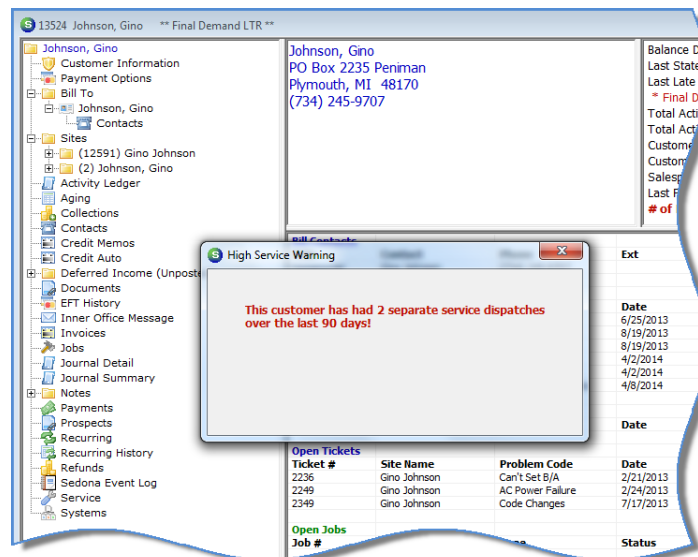 13524 Johnson, Gino ** Final Demand LTR **
Johnson, Gino
Customer Information
Payment Options
Bill To
Johnson, Gino
Contacts
Sites
(12591) Gino Johnson
(2) Johnson, Gino
Activity Ledger
Aging
Collections
Contacts
Credit Memos
Credit Auto
Deferred Income (Unposte
Documents
EFT History
Inner Office Message
Invoices
Jobs
Journal Detail
Journal Summary
Notes
Payments
Prospects
Recurring
Recurring History
Refunds
Sedona Event Log
Service
Systems
Johnson, Gino
PO Box 2235 Peniman
Plymouth, MI 48170
(734) 245-9707
Balance D
Last State
Last Late
* Final D
Total Acti
Total Acti
Custome
Custom
Salesp
Last F
# of
Bill Contacts
Ext
High Service Warning
This customer has had 2 separate service dispatches
over the last 90 days!
Date
6/25/2013
8/19/2013
8/19/2013
4/2/2014
4/2/2014
4/8/2014
Date
Open Tickets
Ticket # Site Name Problem Code Date
2236 Gino Johnson Can't Set B/A 2/21/2013
2249 Gino Johnson AC Power Failure 2/24/2013
2349 Gino Johnson Code Changes 7/17/2013
Open Jobs
Job # Status